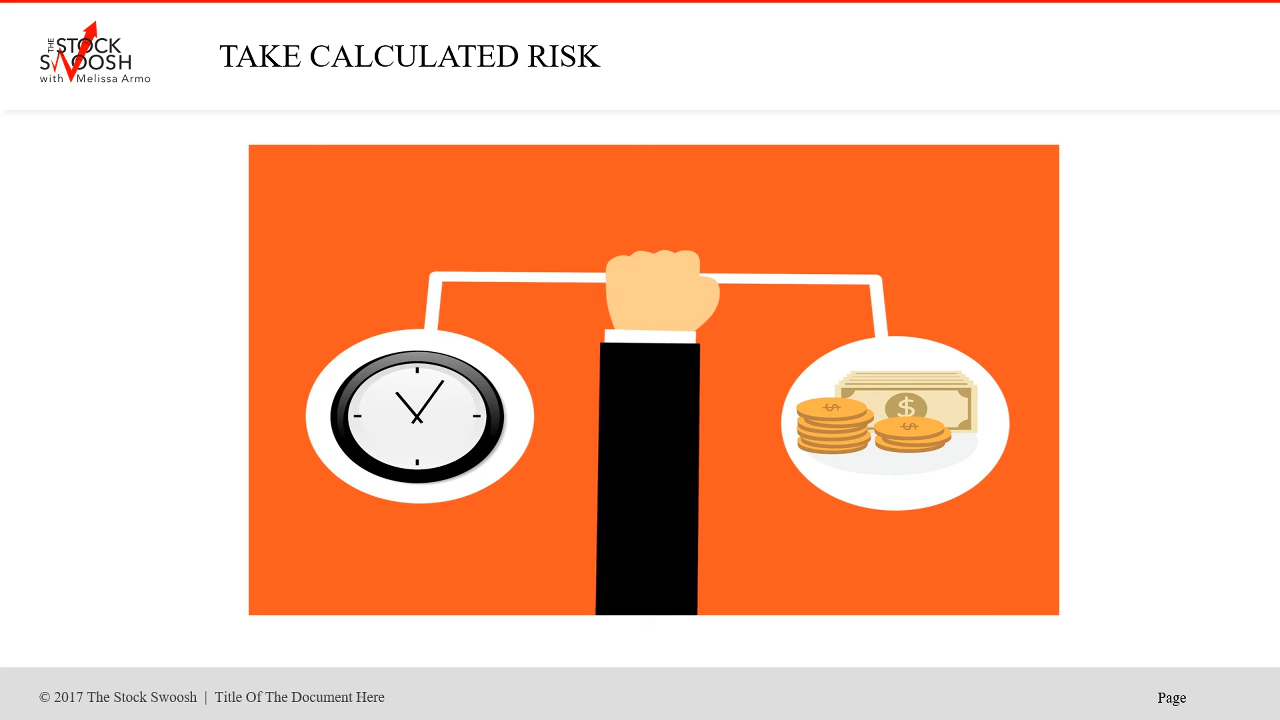 THE STOCK
SWOOSH
with Melissa Armo
TAKE CALCULATED RISK
$
$
$
© 2017 The Stock Swoosh | Title Of The Document Here
Page